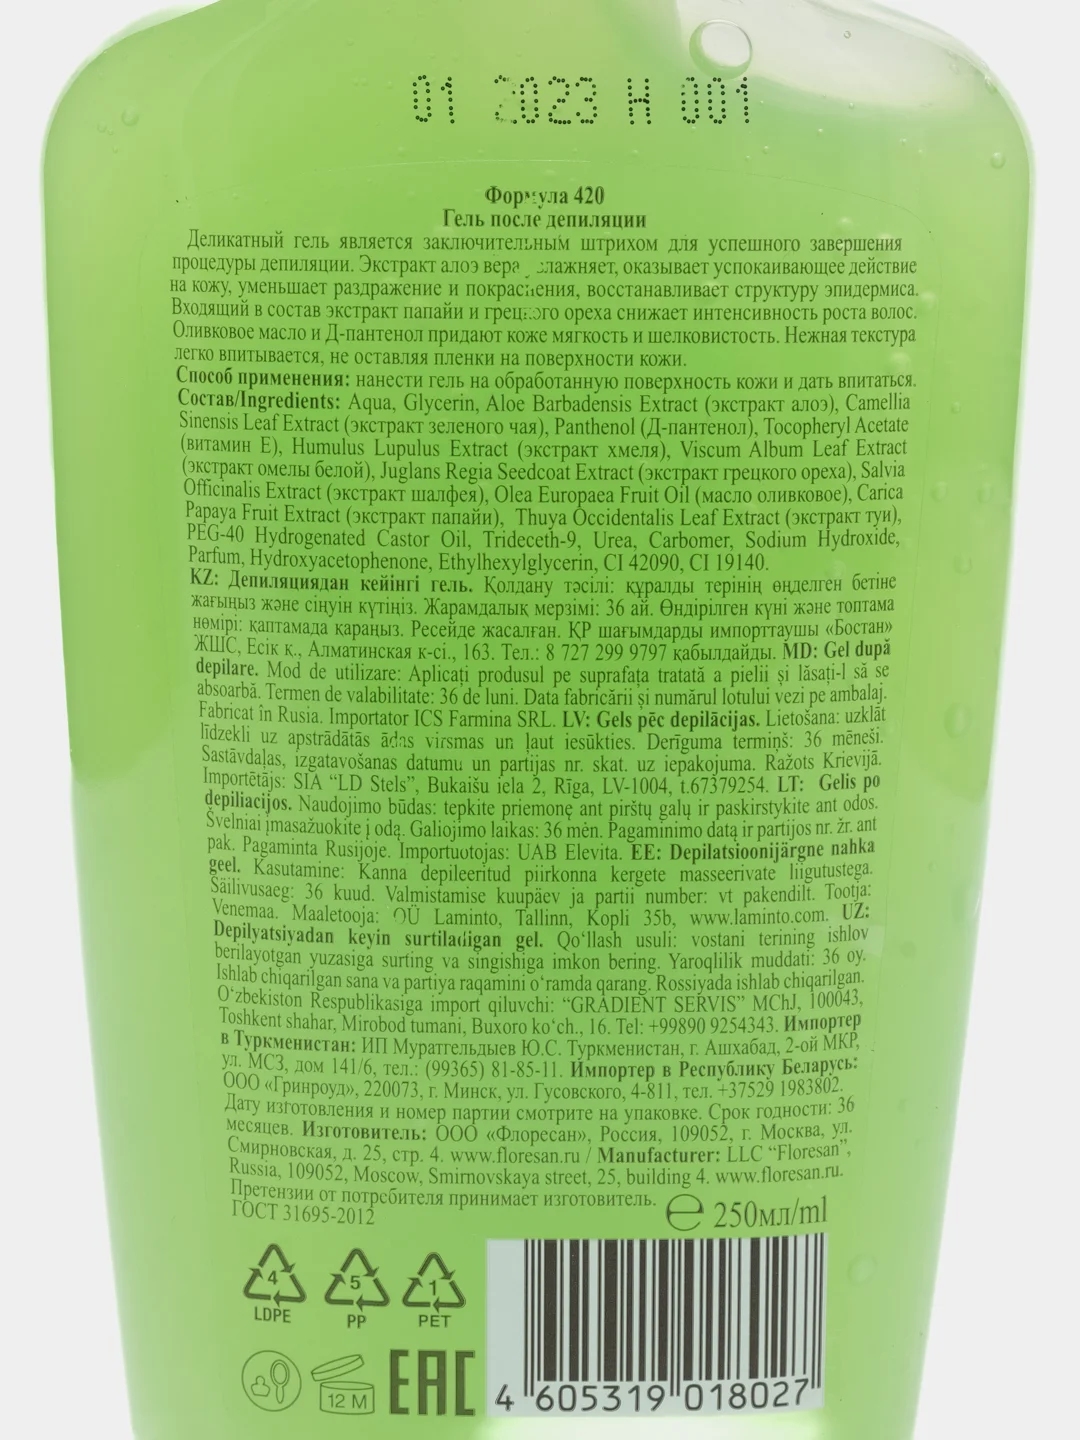 01 2023 H 001
Формула 420
Гель после депиляции
Деликатный гель является заключительным штрихом для успешного завершения
процедуры депиляции. Экстракт алоэ вера увлажняет, оказывает успокаивающее действие
на кожу, уменьшает раздражение и покраснения, восстанавливает структуру эпидермиса.
Входящий в состав экстракт папайи и грецкого ореха снижает интенсивность роста волос.
Оливковое масло и Д-пантенол придают коже мягкость и шелковистость. Нежная текстура
легко впитывается, не оставляя пленки на поверхности кожи.
Способ применения: нанести гель на обработанную поверхность кожи и дать впитаться.
Состав/Ingredients: Aqua, Glycerin, Aloe Barbadensis Extract (экстракт алоэ), Camellia
Sinensis Leaf Extract (экстракт зеленого чая), Panthenol (Д-пантенол), Tocopheryl Acetate
(витамин Е), Humulus Lupulus Extract (экстракт хмеля), Viscum Album Leaf Extract
(экстракт омелы белой), Juglans Regia Seedcoat Extract (экстракт грецкого ореха), Salvia
Officinalis Extract (экстракт шалфея), Olea Europaea Fruit Oil (масло оливковое), Carica
Papaya Fruit Extract (экстракт папайи), Thuya Occidentalis Leaf Extract (экстракт туи),
PEG-40 Hydrogenated Castor Oil, Trideceth-9, Urea, Carbomer, Sodium Hydroxide,
Parfum, Hydroxyacetophenone, Ethylhexylglycerin, CI 42090, CI 19140.
KZ: Депиляциядан кейінгі гель. Қолдану тәсілі: құралды терінің өңделген бетіне
жағыңыз және сіңуін күтіңіз. Жарамдалық мерзімі: 36 ай. Өндірілген күні және топтама
нөмірі: қаптамада қараңыз. Ресейде жасалған. ҚР шағымдарды импорттаушы «Бостан»
ЖШС, Есік қ., Алматинская к-сі., 163. Тел.: 8 727 299 9797 қабылдайды. MD: Gel după
depilare. Mod de utilizare: Aplicați produsul pe suprafața tratată a pielii și lăsați-l să se
absoarbă. Termen de valabilitate: 36 de luni. Data fabricării și numărul lotului vezi pe ambalaj.
Fabricat în Rusia. Importator ICS Farmina SRL. LV: Gels pēc depilācijas. Lietošana: uzklāt
līdzekli uz apstrādātās ādas virsmas un ļaut iesūkties. Derīguma termiņš: 36 mēneši.
Sastāvdaļas, izgatavošanas datumu un partijas nr. skat. uz iepakojuma. Ražots Krievijā.
Importētājs: SIA “LD Stels”, Bukaišu iela 2, Rīga, LV-1004, t.67379254. LT: Gelis po
depiliacijos. Naudojimo būdas: tepkite priemonę ant pirštų galų ir paskirstykite ant odos.
Švelniai įmasažuokite į odą. Galiojimo laikas: 36 mėn. Pagaminimo datą ir partijos nr. žr. ant
pak. Pagaminta Rusijoje. Importuotojas: UAB Elevita. EE: Depilatsioonijärgne nahka
geel. Kasutamine: Kanna depileeritud piirkonna kergete masseerivate liigutustega.
Säilivusaeg: 36 kuud. Valmistamise kuupäev ja partii number: vt pakendilt. Tootja:
Venemaa. Maaletooja: OÜ Laminto, Tallinn, Kopli 35b, www.laminto.com. UZ:
Depilyatsiyadan keyin surtiladigan gel. Qo‘llash usuli: vostani terining ishlov
berilayotgan yuzasiga surting va singishiga imkon bering. Yaroqlilik muddati: 36 oy.
Ishlab chiqarilgan sana va partiya raqamini o‘ramda qarang. Rossiyada ishlab chiqarilgan.
O‘zbekiston Respublikasiga import qiluvchi: “GRADIENT SERVIS” MChJ, 100043,
Toshkent shahar, Mirobod tumani, Buxoro ko‘ch., 16. Tel: +99890 9254343. Импортер
в Туркменистан: ИП Муратгельдыев Ю.С. Туркменистан, г. Ашхабад, 2-ой МКР,
ул. МСЗ, дом 141/6, тел.: (99365) 81-85-11. Импортер в Республику Беларусь:
ООО «Гринроуд», 220073, г. Минск, ул. Гусовского, 4-811, тел. +37529 1983802.
Дату изготовления и номер партии смотрите на упаковке. Срок годности: 36
месяцев. Изготовитель: ООО «Флоресан», Россия, 109052, г. Москва, ул.
Смирновская, д. 25, стр. 4. www.floresan.ru / Manufacturer: LLC “Floresan”,
Russia, 109052, Moscow, Smirnovskaya street, 25, building 4. www.floresan.ru.
Претензии от потребителя принимает изготовитель.
ГОСТ 31695-2012
℮ 250мл/ml
4 5 1
LDPE PP PET
12 M EAC
4 605319 018027